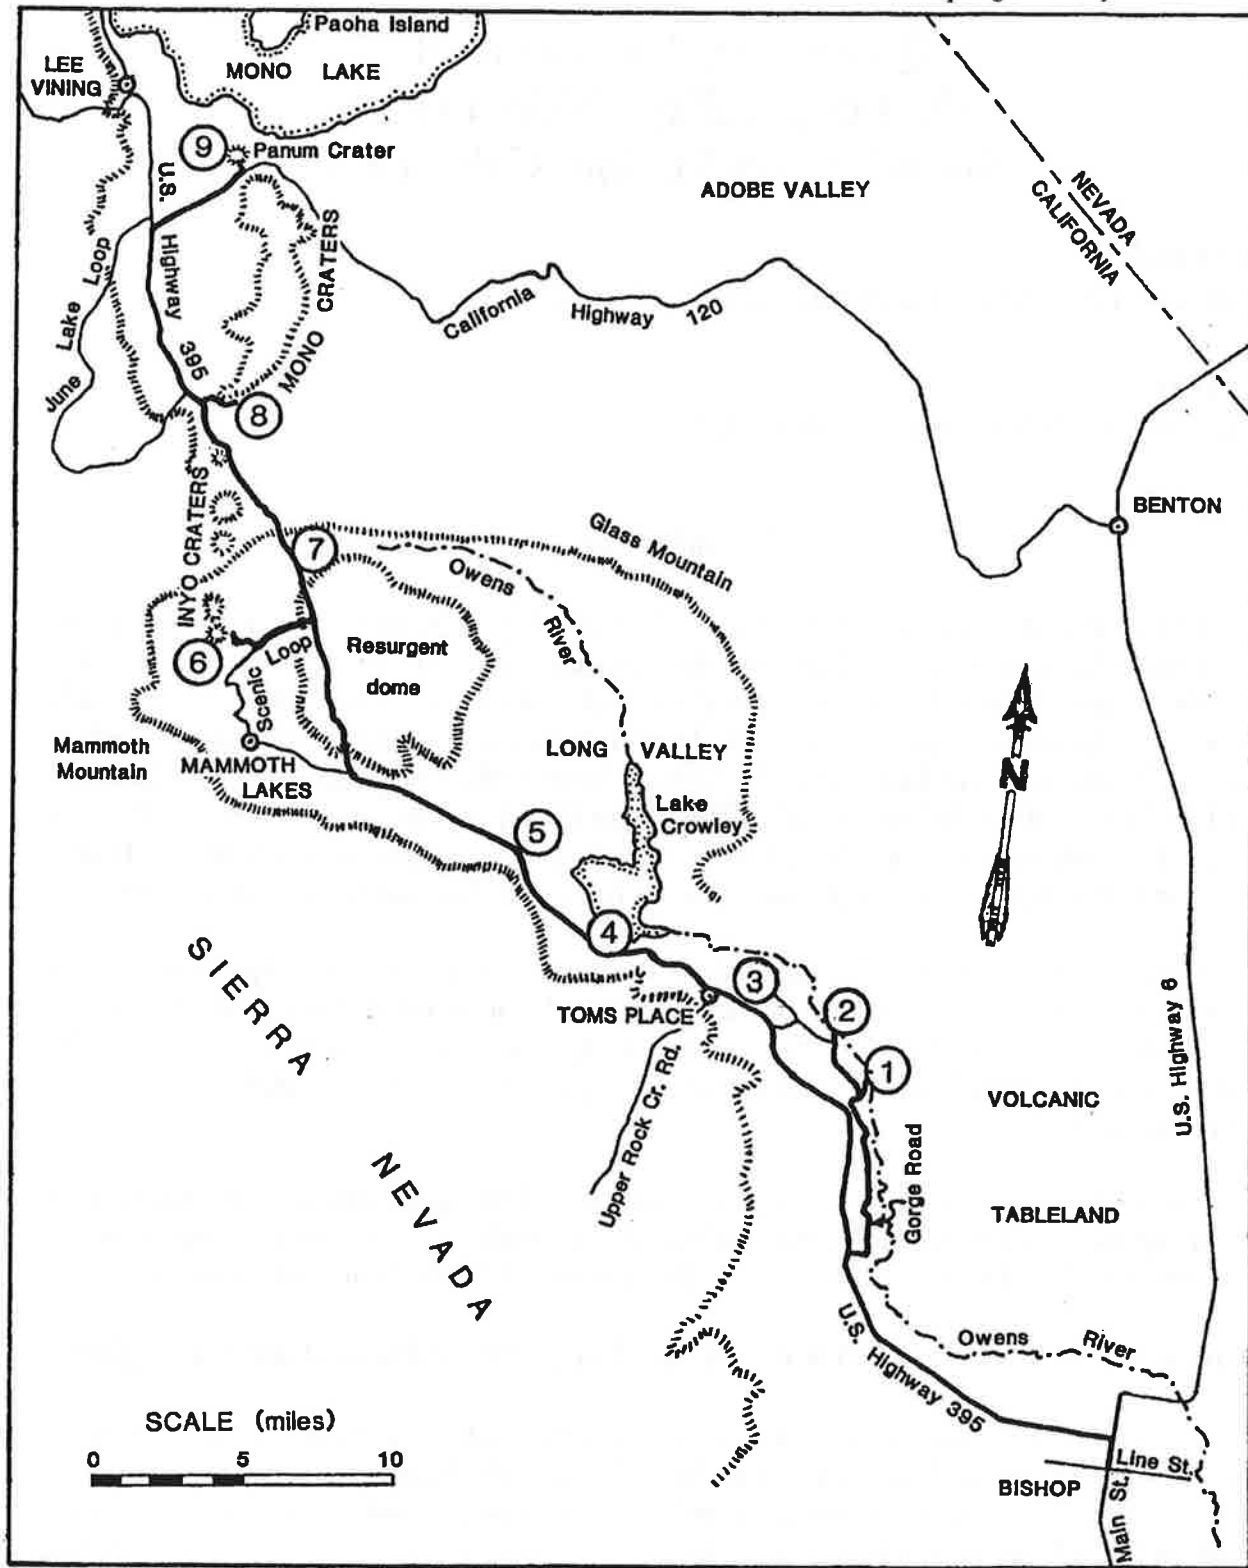 Paoha Island
LEE
VINING
MONO LAKE
9
Panum Crater
U.S.
Highway
395
ADOBE VALLEY
NEVADA
CALIFORNIA
MONO CRATERS
June Lake Loop
California Highway 120
8
INYO CRATERS
BENTON
Glass Mountain
7
Owens
River
6
Scenic Loop
Resurgent
dome
LONG VALLEY
Mammoth
Mountain
MAMMOTH
LAKES
N
Lake
Crowley
5
4
SIERRA
3
2
TOMS PLACE
1
U.S. Highway 6
Upper Rock Cr. Rd.
VOLCANIC
Gorge Road
TABLELAND
NEVADA
Owens River
U.S. Highway 395
SCALE (miles)
0 5 10
Line St.
BISHOP
Main St.